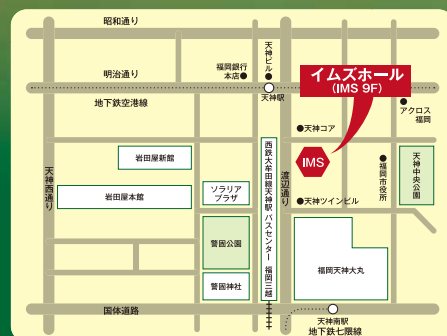 昭和通り
明治通り
福岡銀行
本店●
天神ビル●
イムズホール
(IMS 9F)
地下鉄空港線
天神駅
●
アクロス
福岡
●天神コア
IMS
岩田屋新館
岩田屋本館
ソラリア
プラザ
警固公園
警固神社
天神西通り
西鉄大牟田線天神駅 バスセンター 福岡三越
渡辺通り
●天神ツインビル
●福岡市役所
天神中央公園
福岡天神大丸
国体道路
天神南駅
地下鉄七隈線